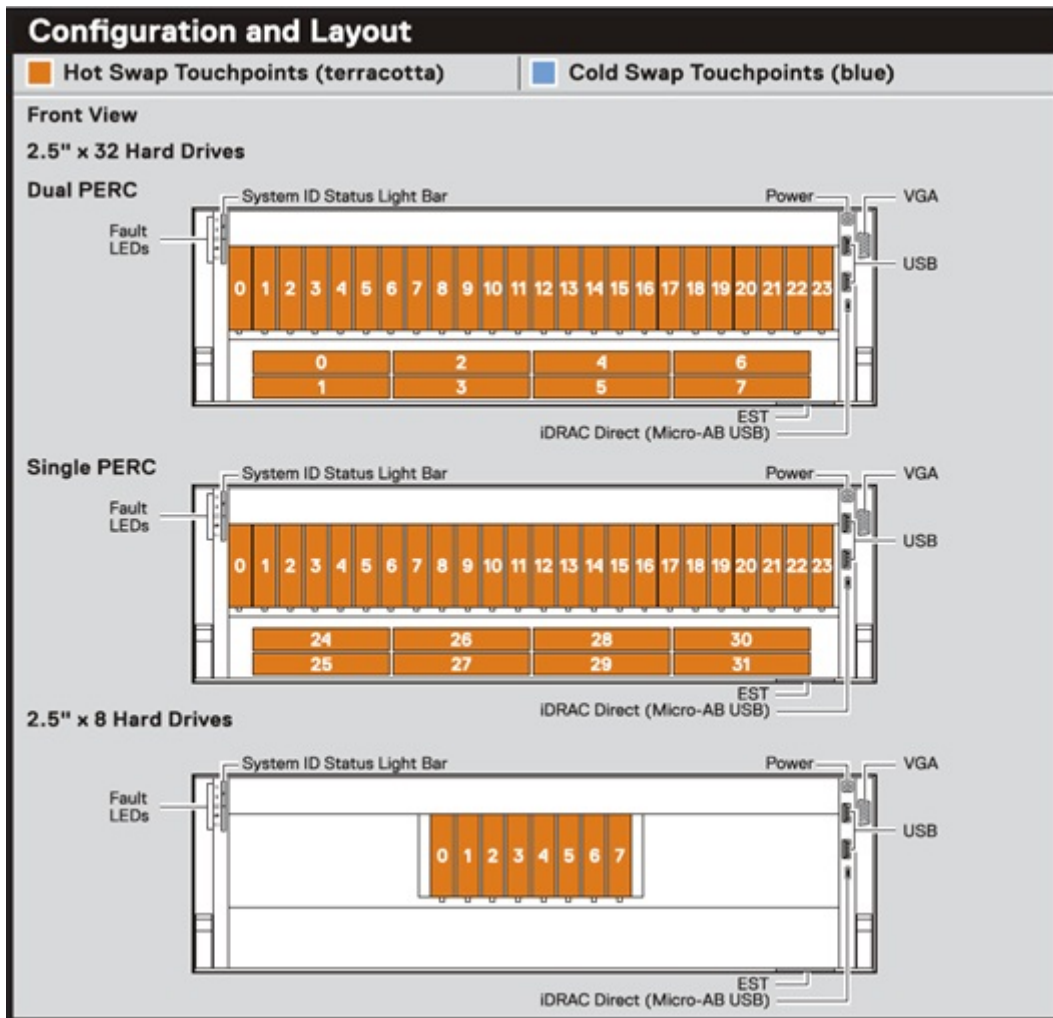 Configuration and Layout
Hot Swap Touchpoints (terracotta) Cold Swap Touchpoints (blue)
Front View
2.5" x 32 Hard Drives
Dual PERC
System ID Status Light Bar
Power
VGA
Fault
LEDs
USB
0 1 2 3 4 5 6 7 8 9 10 11 12 13 14 15 16 17 18 19 20 21 22 23
0 2 4 6
1 3 5 7
EST
iDRAC Direct (Micro-AB USB)
Single PERC
System ID Status Light Bar
Power
VGA
Fault
LEDs
USB
0 1 2 3 4 5 6 7 8 9 10 11 12 13 14 15 16 17 18 19 20 21 22 23
24 26 28 30
25 27 29 31
EST
iDRAC Direct (Micro-AB USB)
2.5" x 8 Hard Drives
System ID Status Light Bar
Power
VGA
Fault
LEDs
USB
0 1 2 3 4 5 6 7
EST
iDRAC Direct (Micro-AB USB)